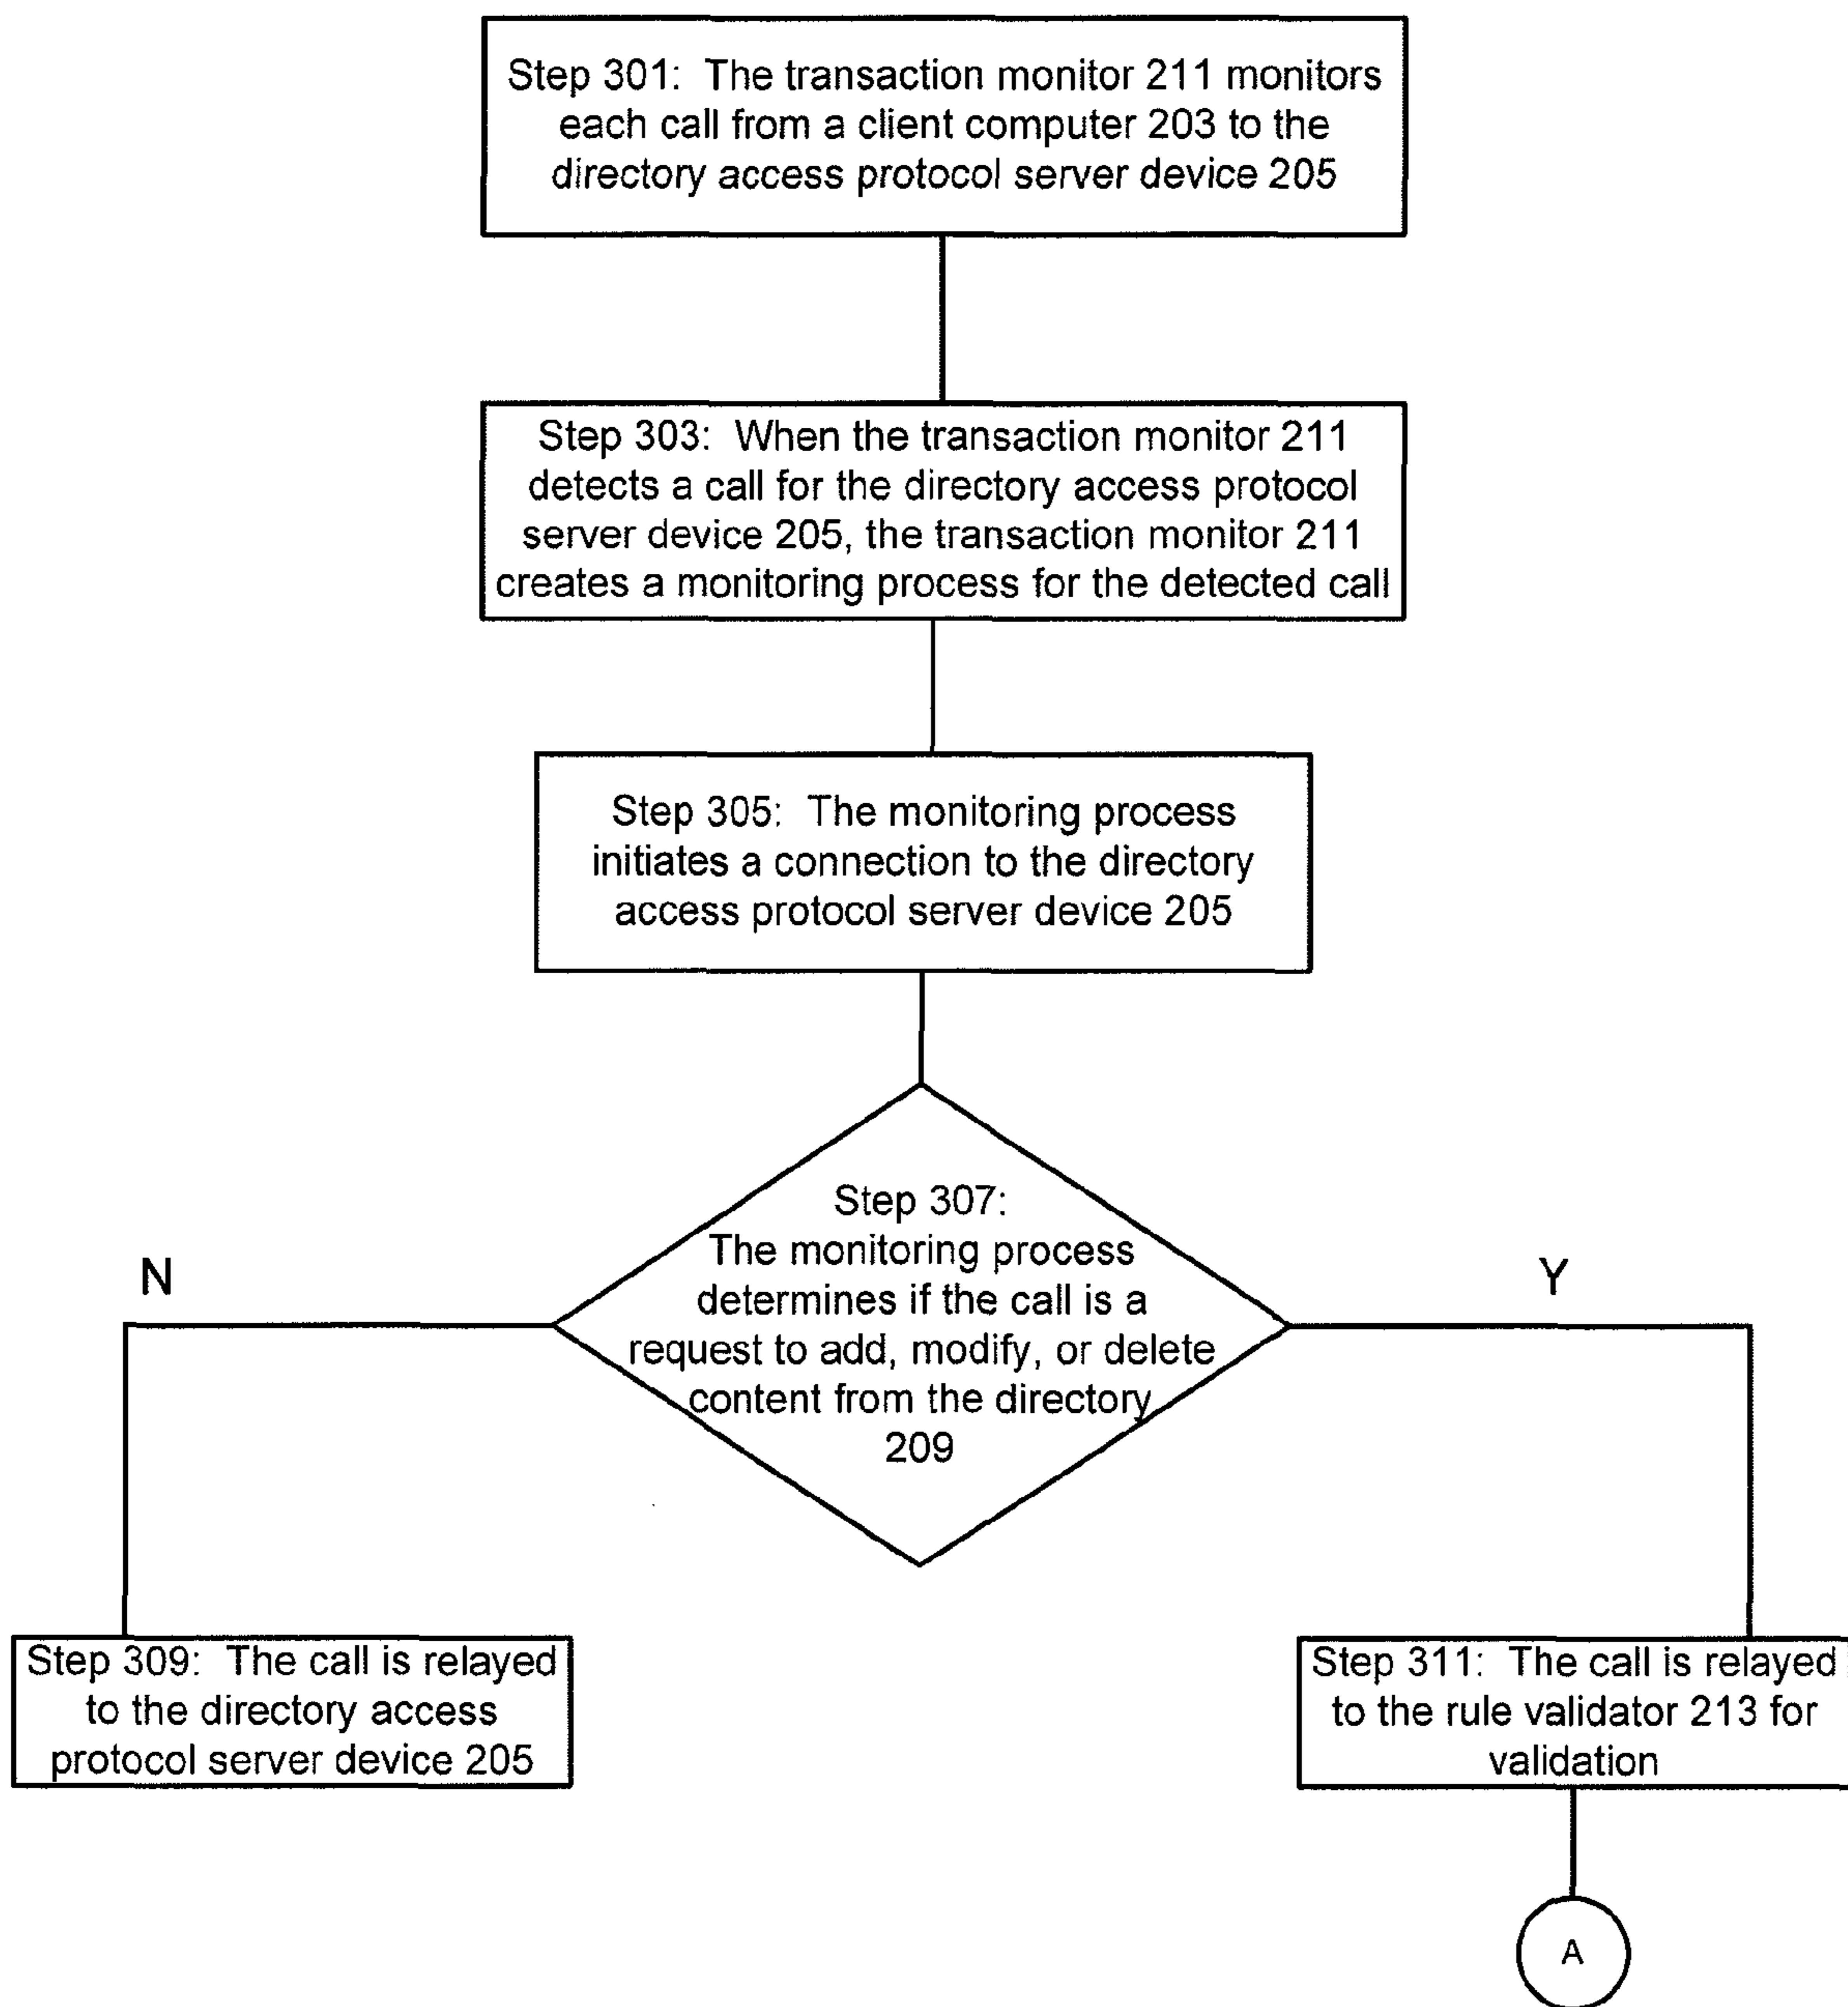 Step 301: The transaction monitor 211 monitors
each call from a client computer 203 to the
directory access protocol server device 205
Step 303: When the transaction monitor 211
detects a call for the directory access protocol
server device 205, the transaction monitor 211
creates a monitoring process for the detected call
Step 305: The monitoring process
initiates a connection to the directory
access protocol server device 205
Step 307:
The monitoring process
determines if the call is a
request to add, modify, or delete
content from the directory
209
N
Y
Step 309: The call is relayed
to the directory access
protocol server device 205
Step 311: The call is relayed
to the rule validator 213 for
validation
A